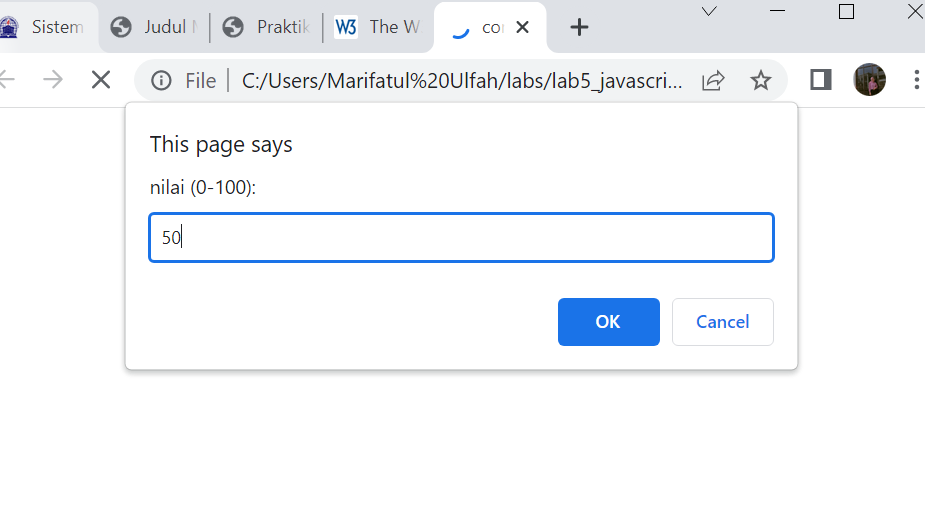 Sistem Judul Praktik W3 The W co
File C:/Users/Marifatul%20Ulfah/labs/lab5_javascri...
This page says
nilai (0-100):
50
OK Cancel